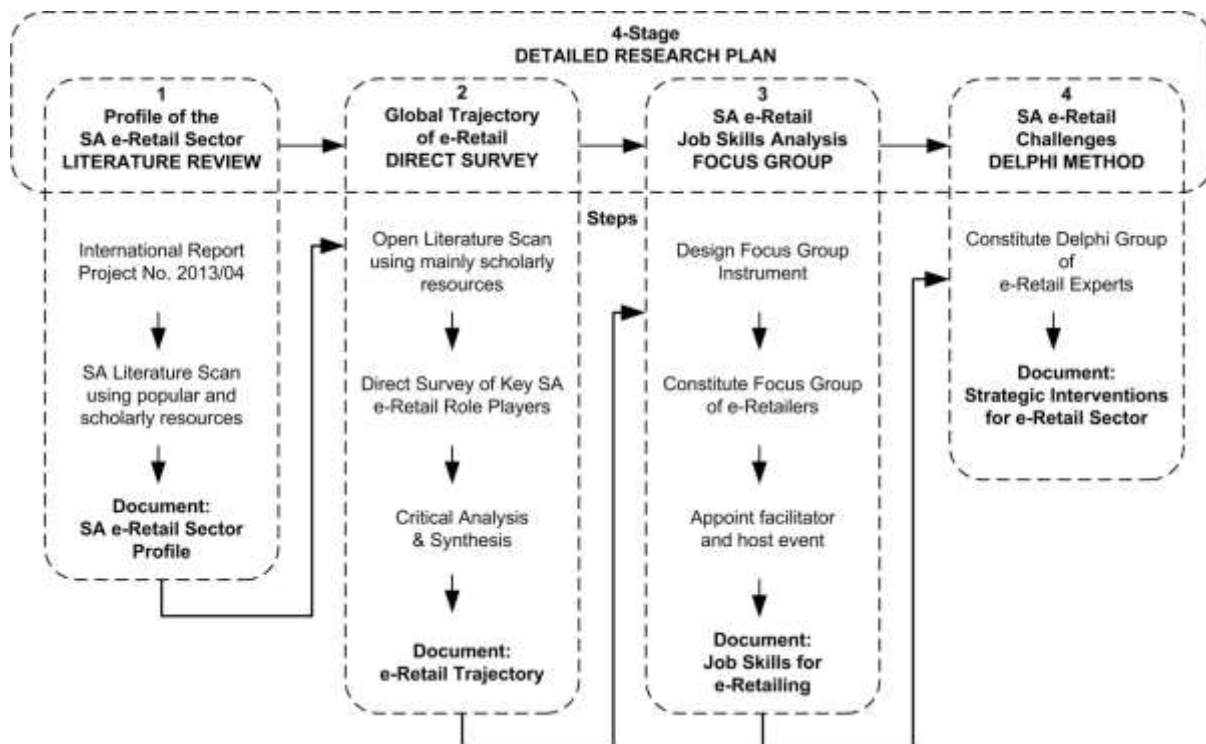 4-Stage
DETAILED RESEARCH PLAN
1
Profile of the
SA e-Retail Sector
LITERATURE REVIEW
2
Global Trajectory
of e-Retail
DIRECT SURVEY
3
SA e-Retail
Job Skills Analysis
FOCUS GROUP
4
SA e-Retail
Challenges
DELPHI METHOD
Steps
International Report
Project No. 2013/04
SA Literature Scan
using popular and
scholarly resources
Document:
SA e-Retail Sector
Profile
Open Literature Scan
using mainly scholarly
resources
Direct Survey of Key SA
e-Retail Role Players
Critical Analysis
& Synthesis
Document:
e-Retail Trajectory
Design Focus Group
Instrument
Constitute Focus Group
of e-Retailers
Appoint facilitator
and host event
Document:
Job Skills for
e-Retailing
Constitute Delphi Group
of
e-Retail Experts
Document:
Strategic Interventions
for e-Retail Sector